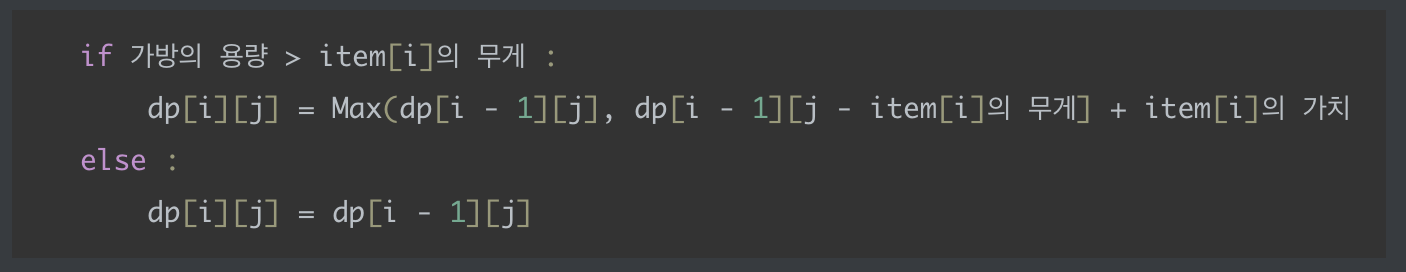 if 가방의 용량 > item[i]의 무게 :
    dp[i][j] = Max(dp[i - 1][j], dp[i - 1][j - item[i]의 무게] + item[i]의 가치
else :
    dp[i][j] = dp[i - 1][j]